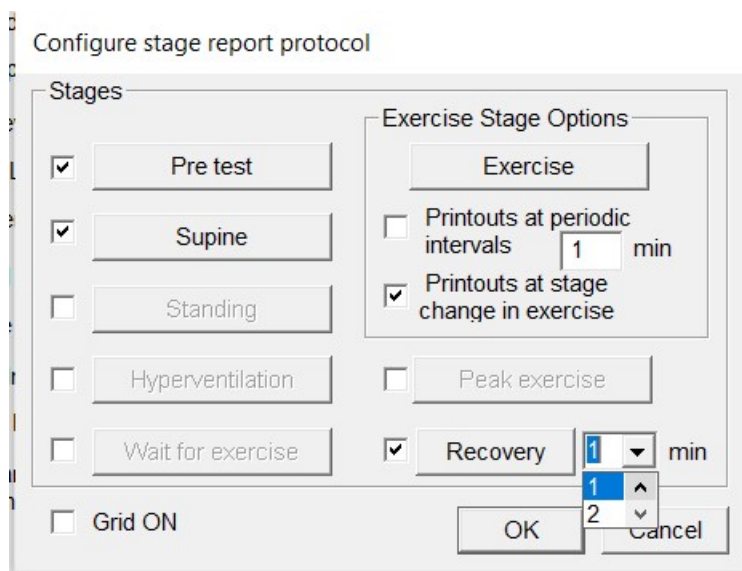 Configure stage report protocol
Stages
Pre test
Supine
Standing
Hyperventilation
Wait for exercise
Exercise Stage Options
Exercise
Printouts at periodic
intervals 1 min
Printouts at stage
change in exercise
Peak exercise
Recovery 1 min
1
2
Grid ON
OK
Cancel